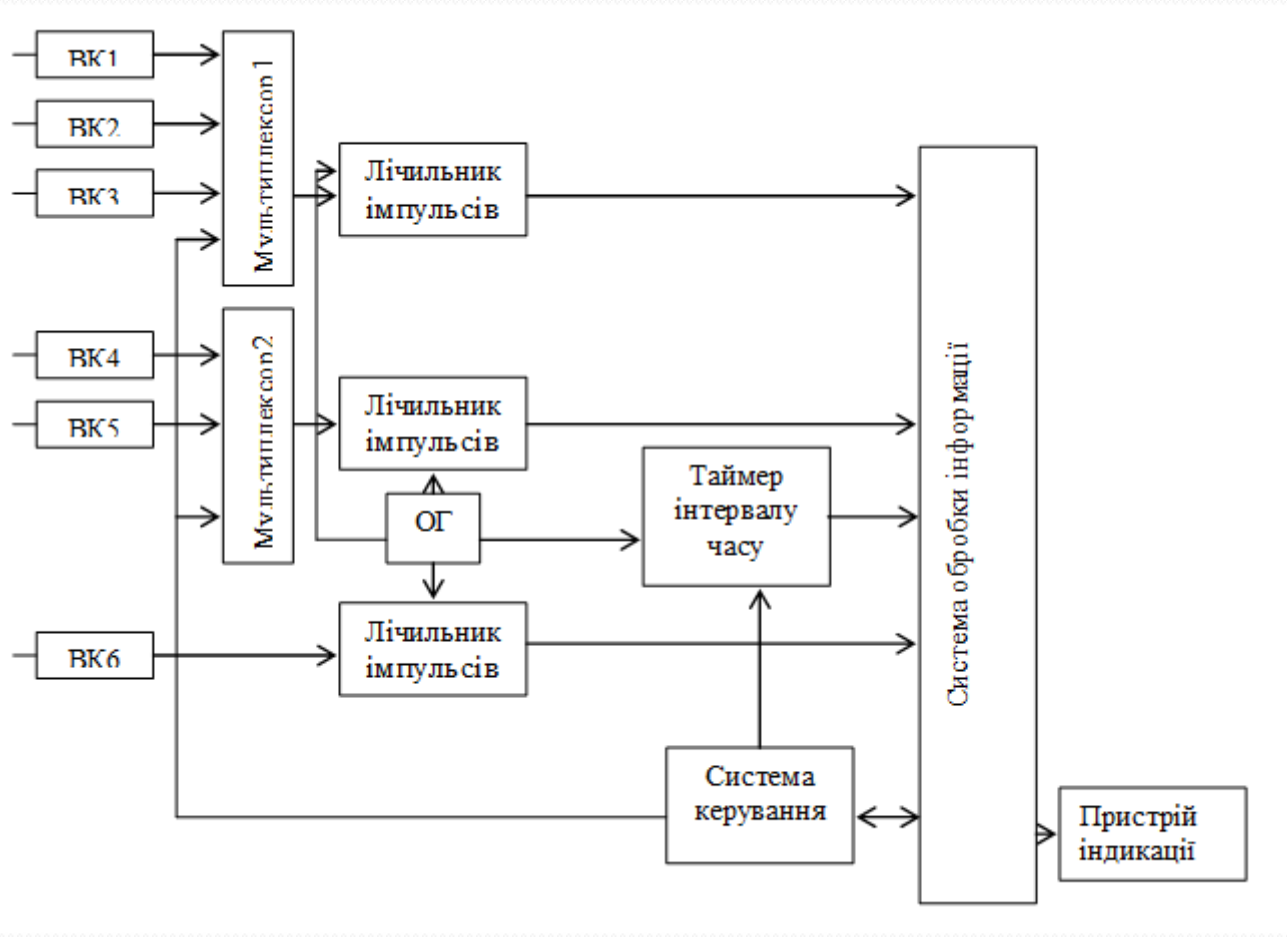 ВК1
ВК2
ВК3
Мультиплексор1
Лічильник
імпульсів
ВК4
ВК5
Мультиплексор2
Лічильник
імпульсів
ОГ
Таймер
інтервалу
часу
ВК6
Лічильник
імпульсів
Система обробки інформації
Система
керування
Пристрій
індикації